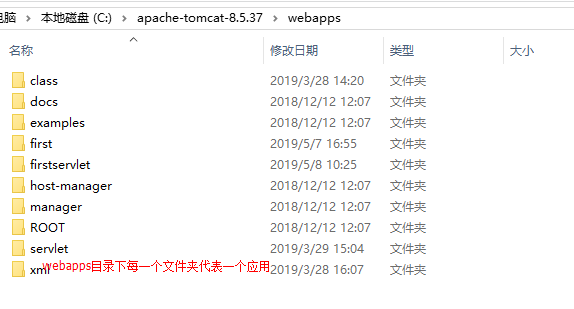 电脑 › 本地磁盘 (C:) › apache-tomcat-8.5.37 › webapps
名称 修改日期 类型 大小
class 2019/3/28 14:20 文件夹
docs 2018/12/12 12:07 文件夹
examples 2018/12/12 12:07 文件夹
first 2019/5/7 16:55 文件夹
firstservlet 2019/5/8 10:25 文件夹
host-manager 2018/12/12 12:07 文件夹
manager 2018/12/12 12:07 文件夹
ROOT 2018/12/12 12:07 文件夹
servlet 2019/3/29 15:04 文件夹
xml webapps目录下每一个文件夹代表一个应用 2019/3/28 16:07 文件夹